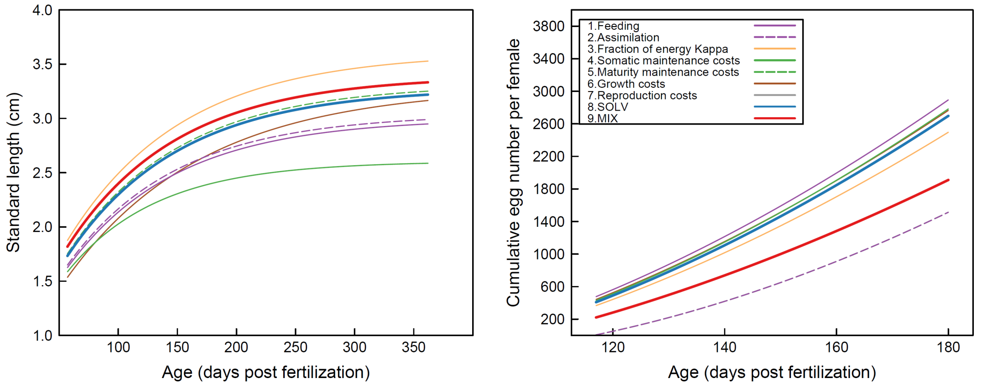 4.0
3.5
3.0
2.5
2.0
1.5
1.0
Standard length (cm)
100 150 200 250 300 350
Age (days post fertilization)
3800
3400
3000
2600
2200
1800
1400
1000
600
200
Cumulative egg number per female
1.Feeding
2.Assimilation
3.Fraction of energy Kappa
4.Somatic maintenance costs
5.Maturity maintenance costs
6.Growth costs
7.Reproduction costs
8.SOLV
9.MIX
120 140 160 180
Age (days post fertilization)